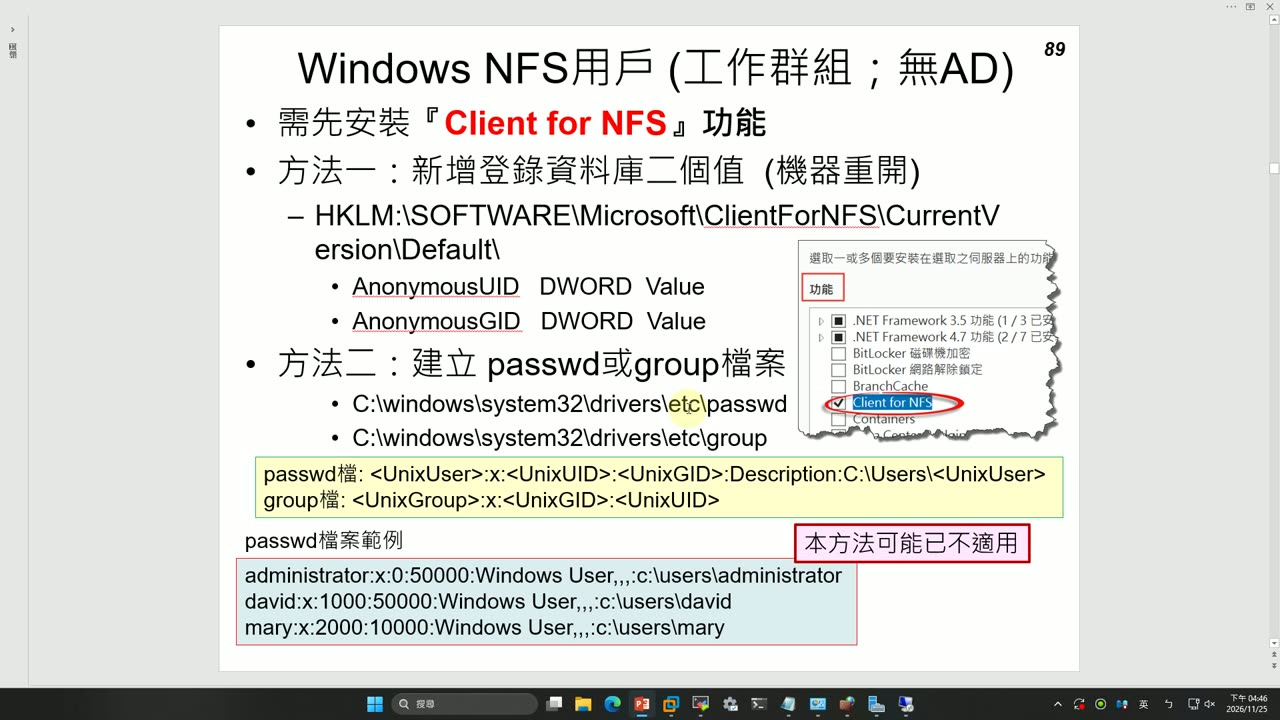 Windows NFS用戶 (工作群組；無AD)
89
• 需先安裝『Client for NFS』功能
• 方法一：新增登錄資料庫二個值 (機器重開)
– HKLM:\SOFTWARE\Microsoft\ClientForNFS\CurrentV
ersion\Default\
• AnonymousUID DWORD Value
• AnonymousGID DWORD Value
• 方法二：建立 passwd或group檔案
• C:\windows\system32\drivers\etc\passwd
• C:\windows\system32\drivers\etc\group
選取一或多個要安裝在選取之伺服器上的功能
功能
.NET Framework 3.5 功能 (1 / 3 已安
.NET Framework 4.7 功能 (2 / 7 已安
BitLocker 磁碟機加密
BitLocker 網路解除鎖定
BranchCache
Client for NFS
Containers
passwd檔: <UnixUser>:x:<UnixUID>:<UnixGID>:Description:C:\Users\<UnixUser>
group檔: <UnixGroup>:x:<UnixGID>:<UnixUID>
passwd檔案範例
本方法可能已不適用
administrator:x:0:50000:Windows User,,,:c:\users\administrator
david:x:1000:50000:Windows User,,,:c:\users\david
mary:x:2000:10000:Windows User,,,:c:\users\mary
搜尋
英
下午 04:46
2026/11/25